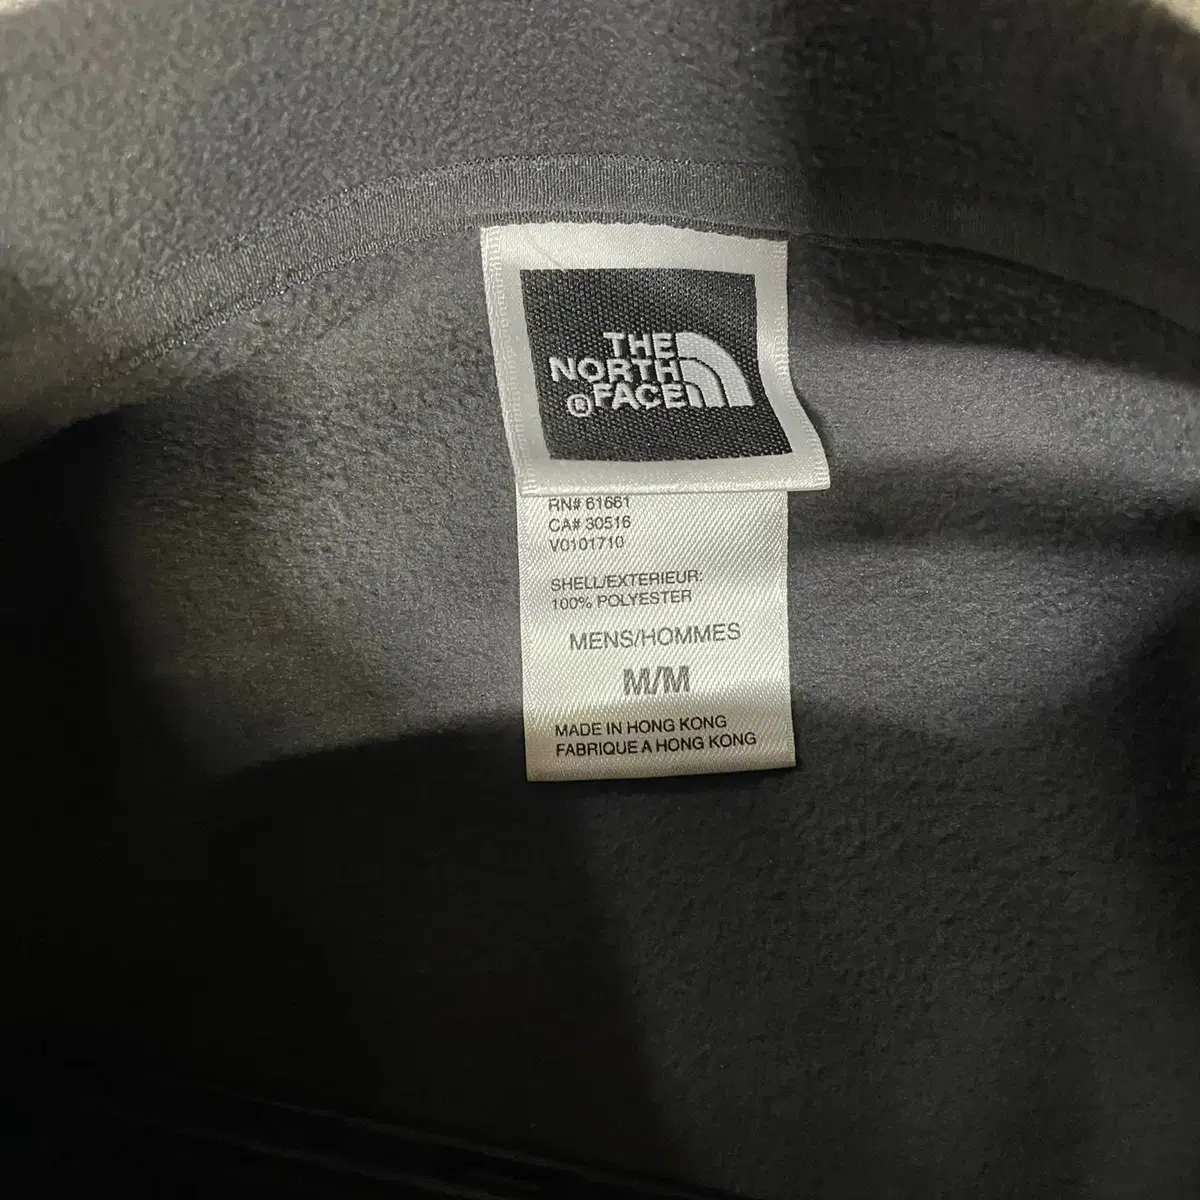 THE
NORTH
®FACE
RN# 61661
CA# 30516
V0101710
SHELL/EXTERIEUR:
100% POLYESTER
MENS/HOMMES
M/M
MADE IN HONG KONG
FABRIQUE A HONG KONG